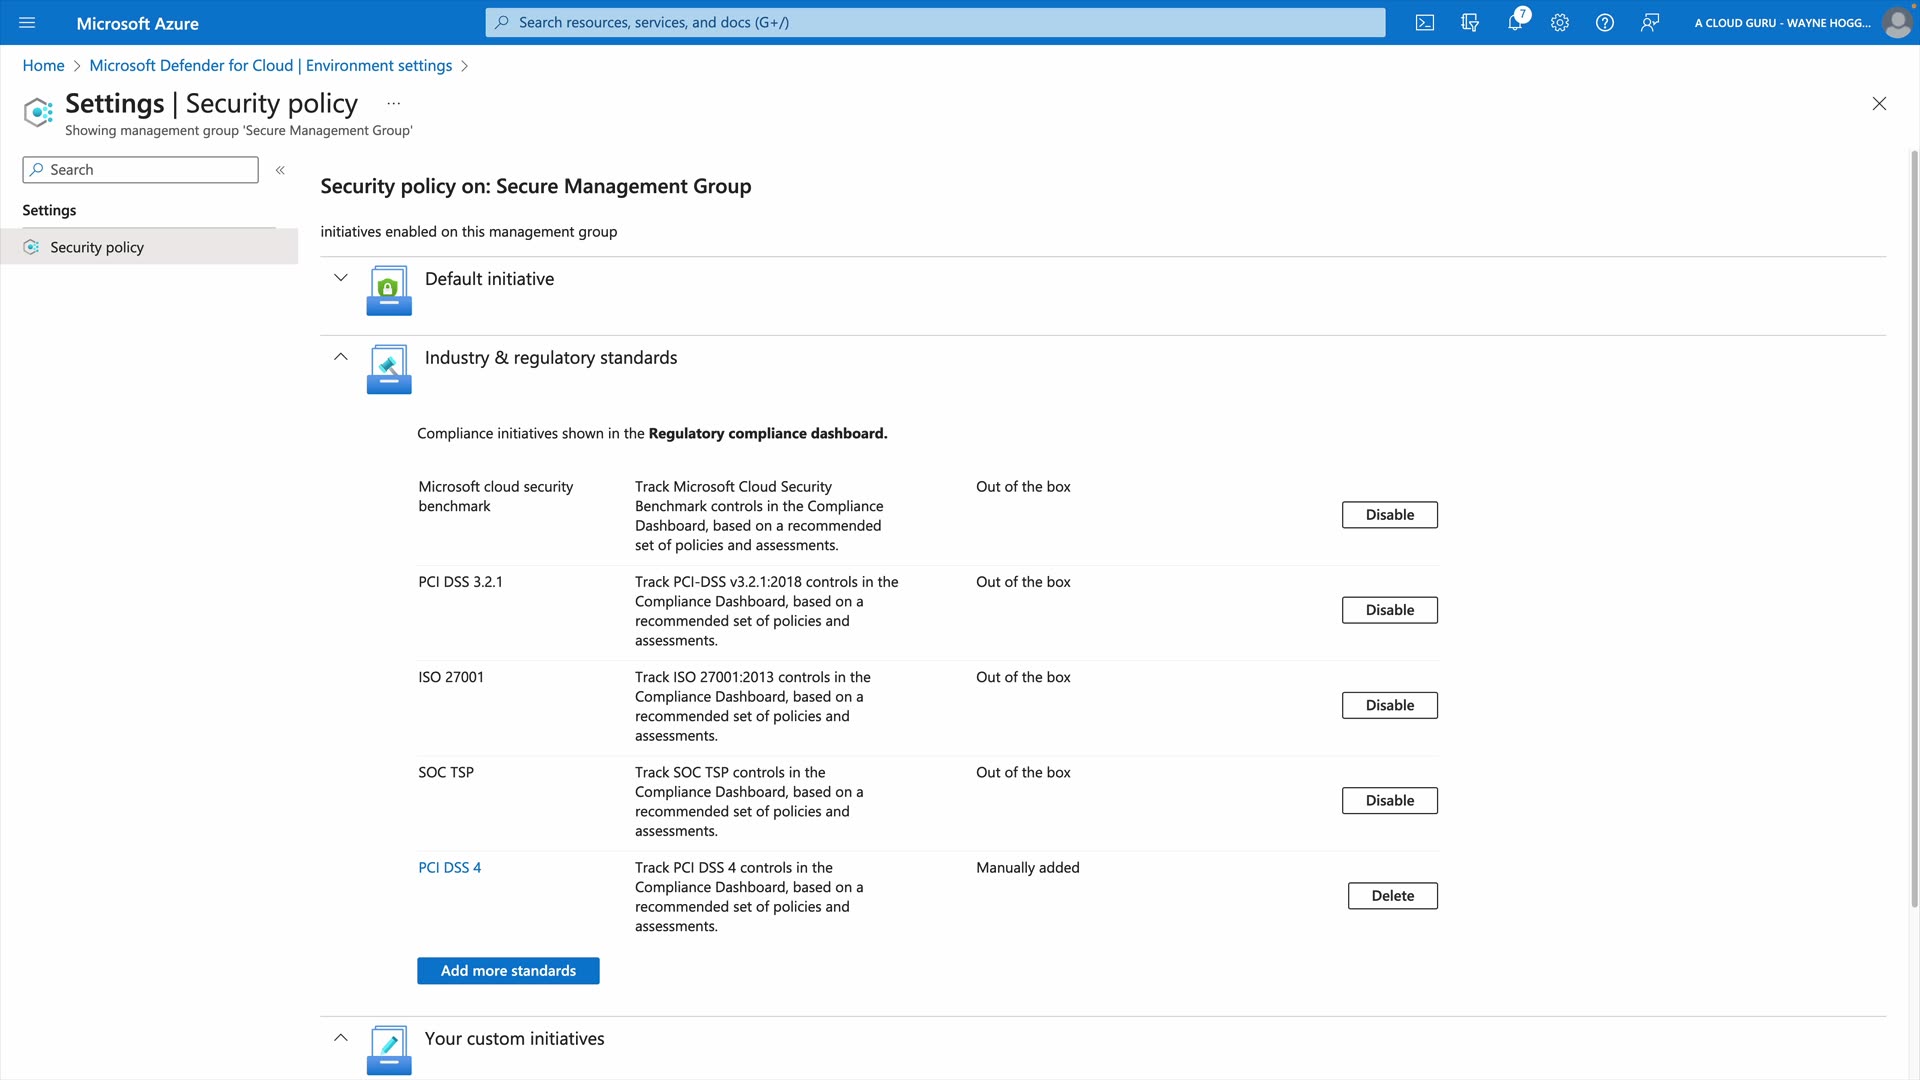 Microsoft Azure
Search resources, services, and docs (G+/)
7
A CLOUD GURU - WAYNE HOGG...
Home > Microsoft Defender for Cloud | Environment settings >
Settings | Security policy ...
Showing management group 'Secure Management Group'
Search
«
Settings
Security policy
Security policy on: Secure Management Group
initiatives enabled on this management group
Default initiative
Industry & regulatory standards
Compliance initiatives shown in the Regulatory compliance dashboard.
Microsoft cloud security
benchmark
Track Microsoft Cloud Security
Benchmark controls in the Compliance
Dashboard, based on a recommended
set of policies and assessments.
Out of the box
Disable
PCI DSS 3.2.1
Track PCI-DSS v3.2.1:2018 controls in the
Compliance Dashboard, based on a
recommended set of policies and
assessments.
Out of the box
Disable
ISO 27001
Track ISO 27001:2013 controls in the
Compliance Dashboard, based on a
recommended set of policies and
assessments.
Out of the box
Disable
SOC TSP
Track SOC TSP controls in the
Compliance Dashboard, based on a
recommended set of policies and
assessments.
Out of the box
Disable
PCI DSS 4
Track PCI DSS 4 controls in the
Compliance Dashboard, based on a
recommended set of policies and
assessments.
Manually added
Delete
Add more standards
Your custom initiatives